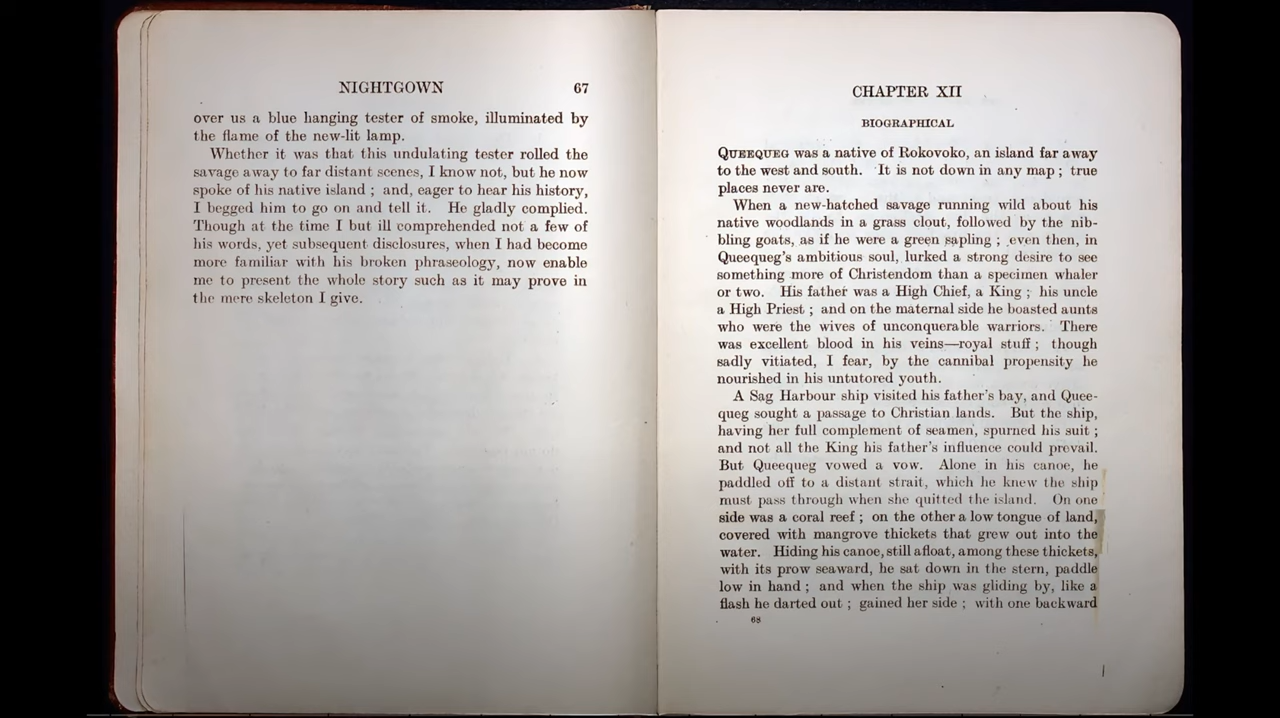 NIGHTGOWN 67
over us a blue hanging tester of smoke, illuminated by
the flame of the new-lit lamp.
Whether it was that this undulating tester rolled the
savage away to far distant scenes, I know not, but he now
spoke of his native island ; and, eager to hear his history,
I begged him to go on and tell it. He gladly complied.
Though at the time I but ill comprehended not a few of
his words, yet subsequent disclosures, when I had become
more familiar with his broken phraseology, now enable
me to present the whole story such as it may prove in
the mere skeleton I give.
CHAPTER XII
BIOGRAPHICAL
QUEEQUEG was a native of Rokovoko, an island far away
to the west and south. It is not down in any map ; true
places never are.
When a new-hatched savage running wild about his
native woodlands in a grass clout, followed by the nib-
bling goats, as if he were a green sapling ; even then, in
Queequeg's ambitious soul, lurked a strong desire to see
something more of Christendom than a specimen whaler
or two. His father was a High Chief, a King ; his uncle
a High Priest ; and on the maternal side he boasted aunts
who were the wives of unconquerable warriors. There
was excellent blood in his veins—royal stuff ; though
sadly vitiated, I fear, by the cannibal propensity he
nourished in his untutored youth.
A Sag Harbour ship visited his father's bay, and Quee-
queg sought a passage to Christian lands. But the ship,
having her full complement of seamen, spurned his suit ;
and not all the King his father's influence could prevail.
But Queequeg vowed a vow. Alone in his canoe, he
paddled off to a distant strait, which he knew the ship
must pass through when she quitted the island. On one
side was a coral reef ; on the other a low tongue of land,
covered with mangrove thickets that grew out into the
water. Hiding his canoe, still afloat, among these thickets,
with its prow seaward, he sat down in the stern, paddle
low in hand ; and when the ship was gliding by, like a
flash he darted out ; gained her side ; with one backward
68